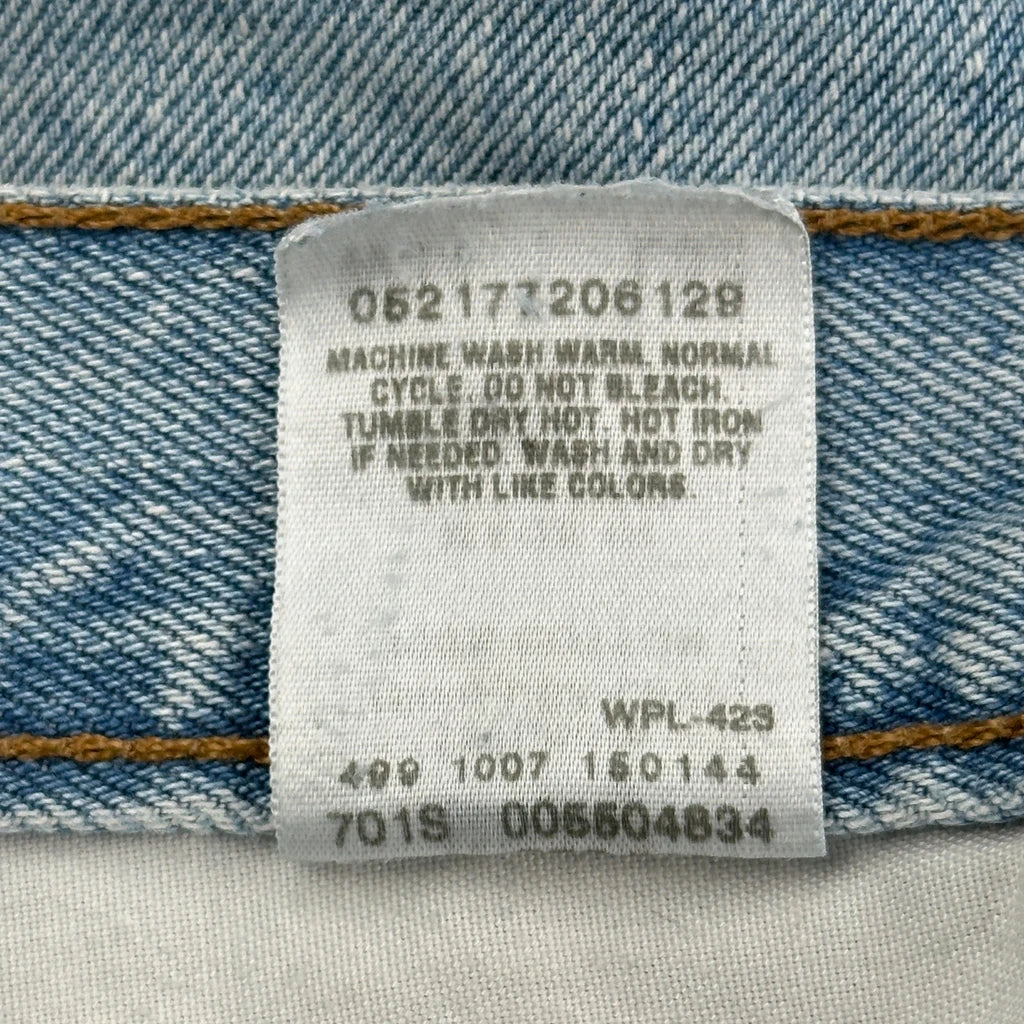 052177206129
MACHINE WASH WARM, NORMAL
CYCLE. DO NOT BLEACH.
TUMBLE DRY HOT. HOT IRON
IF NEEDED. WASH AND DRY
WITH LIKE COLORS.
WPL-423
499 1007 150144
701S 005504834